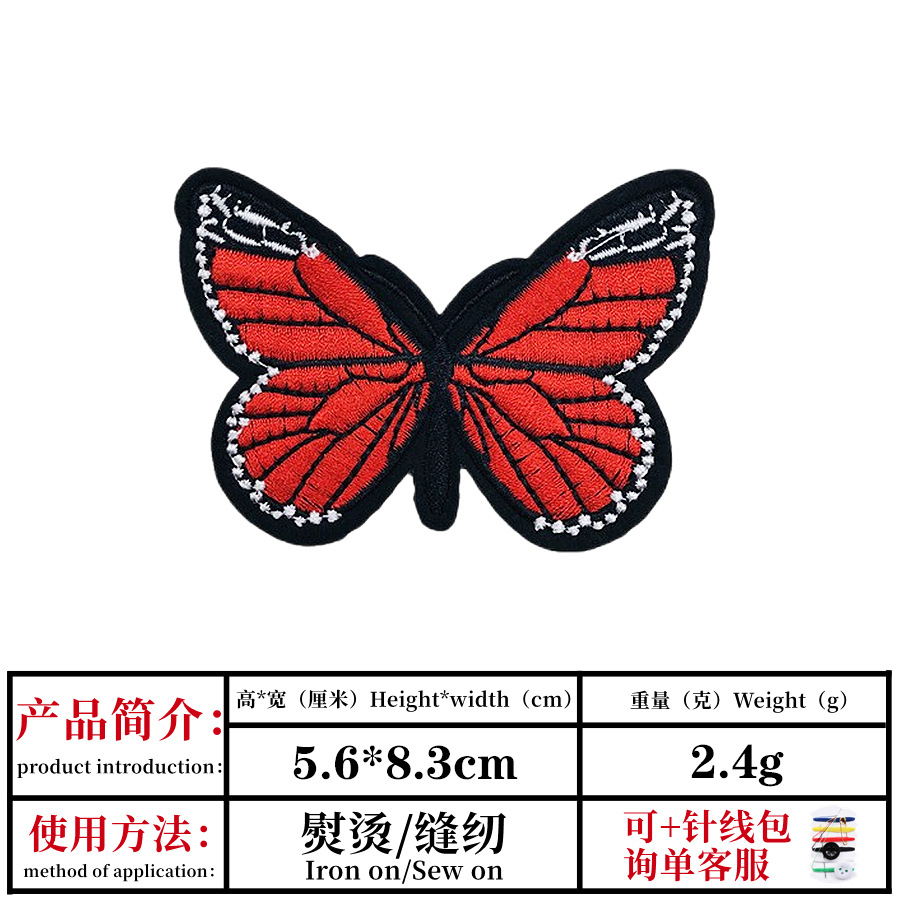 产品简介：
product introduction：
高*宽（厘米）Height*width（cm）
重量（克）Weight（g）
5.6*8.3cm
2.4g
使用方法：
method of application：
熨烫/缝纫
Iron on/Sew on
可+针线包
询单客服